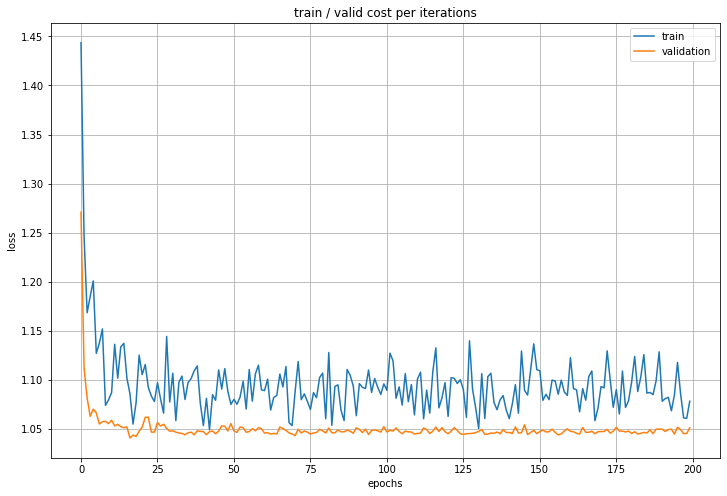 train / valid cost per iterations
train
validation
1.45
1.40
1.35
1.30
1.25
1.20
1.15
1.10
1.05
loss
0 25 50 75 100 125 150 175 200
epochs